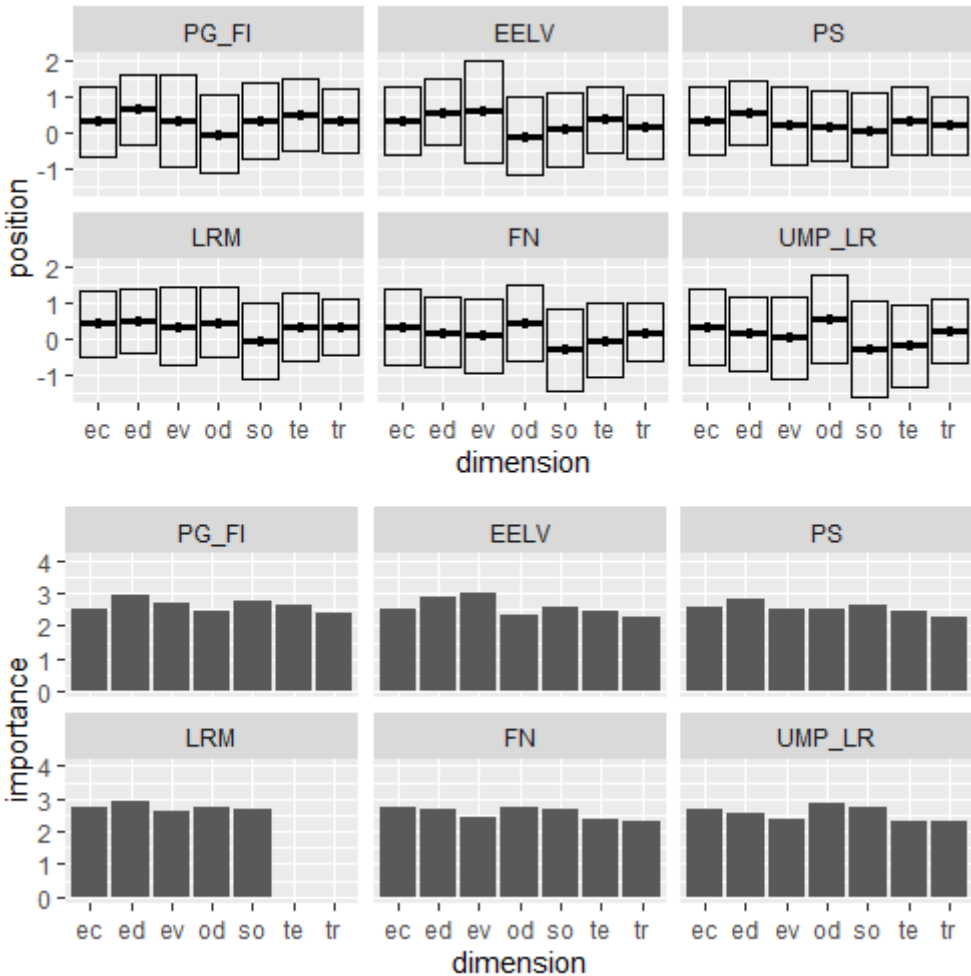 PG_FI EELV PS
2
1
0
-1
LRM FN UMP_LR
2
1
0
-1
position
ec ed ev od so te tr ec ed ev od so te tr ec ed ev od so te tr
dimension
PG_FI EELV PS
4
3
2
1
0
LRM FN UMP_LR
4
3
2
1
0
importance
ec ed ev od so te tr ec ed ev od so te tr ec ed ev od so te tr
dimension